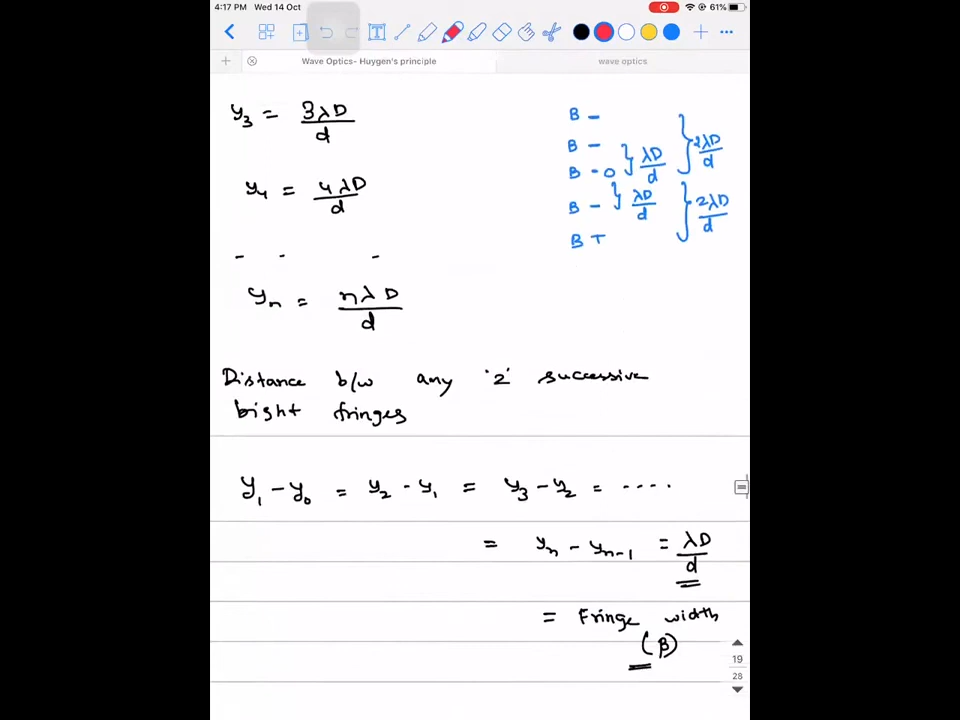 4:17 PM Wed 14 Oct 61%
Wave Optics- Huygen's principle wave optics
y₃ = 3λD/d
y₄ = 4λD/d
- - -
yₙ = nλD/d
B -
B - } 2λD/d
B - 0 } λD/d
B - } λD/d } 2λD/d
B T
Distance b/w any '2' successive
bight fringes
y₁ - y₀ = y₂ - y₁ = y₃ - y₂ = .....
= yₙ - yₙ₋₁ = λD/d
= Fringe width
(β)
19
28